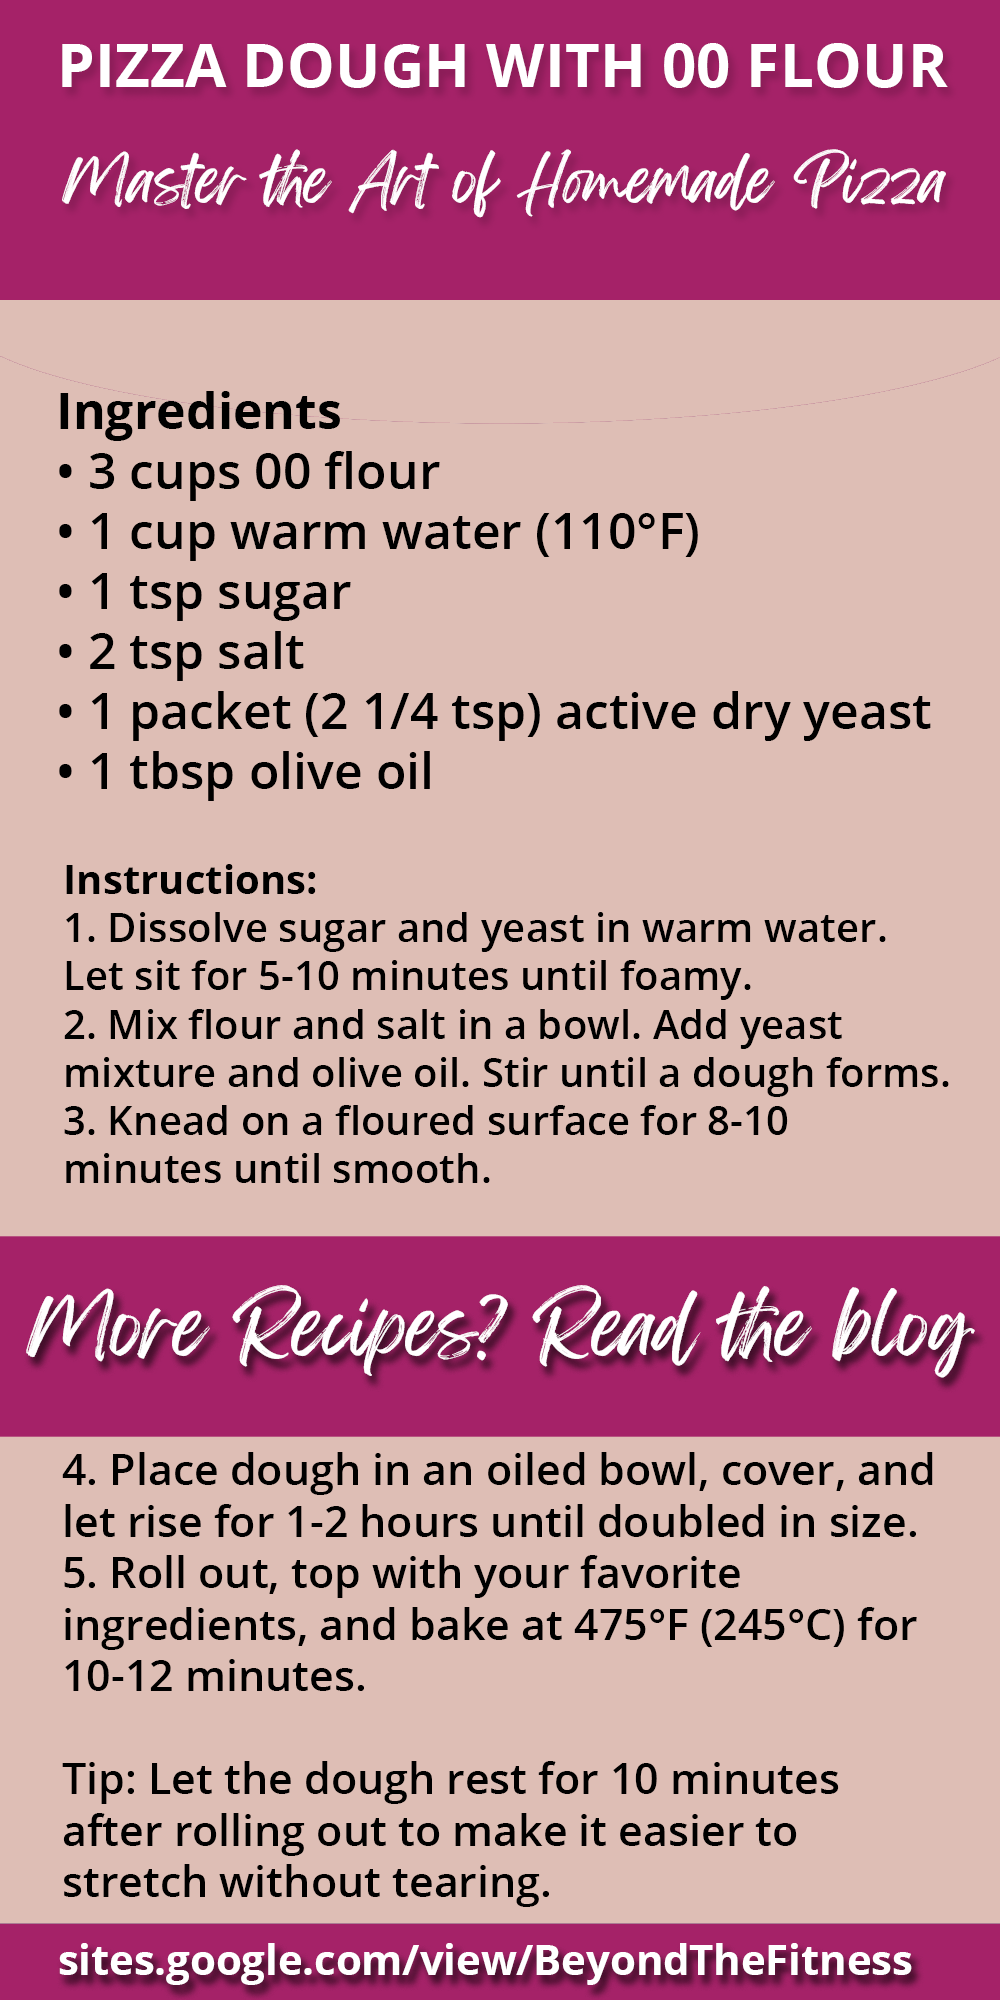 PIZZA DOUGH WITH 00 FLOUR
Master the Art of Homemade Pizza
Ingredients
• 3 cups 00 flour
• 1 cup warm water (110°F)
• 1 tsp sugar
• 2 tsp salt
• 1 packet (2 1/4 tsp) active dry yeast
• 1 tbsp olive oil
Instructions:
1. Dissolve sugar and yeast in warm water.
Let sit for 5-10 minutes until foamy.
2. Mix flour and salt in a bowl. Add yeast
mixture and olive oil. Stir until a dough forms.
3. Knead on a floured surface for 8-10
minutes until smooth.
More Recipes? Read the blog
4. Place dough in an oiled bowl, cover, and
let rise for 1-2 hours until doubled in size.
5. Roll out, top with your favorite
ingredients, and bake at 475°F (245°C) for
10-12 minutes.
Tip: Let the dough rest for 10 minutes
after rolling out to make it easier to
stretch without tearing.
sites.google.com/view/BeyondTheFitness